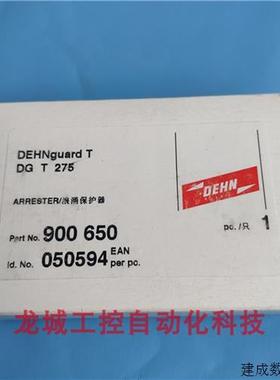 DEHNguard T
DG T 275
DEHN
ARRESTER/浪涌保护器
pc./只 1
Part No. 900 650
Id. No. 050594 EAN per pc.
龙城工控自动化科技
建成数